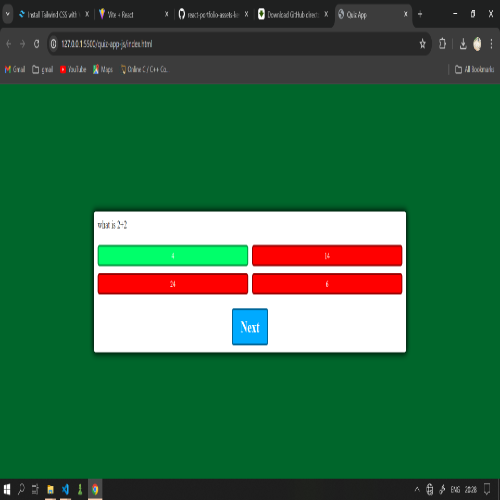 Install Tailwind CSS with
Vite + React
react-portfolio-assets-kit
Download GitHub direct
Quiz App
127.0.0.1:5500/quiz-app-js/index.html
Gmail
gmail
YouTube
Maps
Online C / C++ Co...
All Bookmarks
what is 2+2
4
14
24
6
Next
ENG
20:28